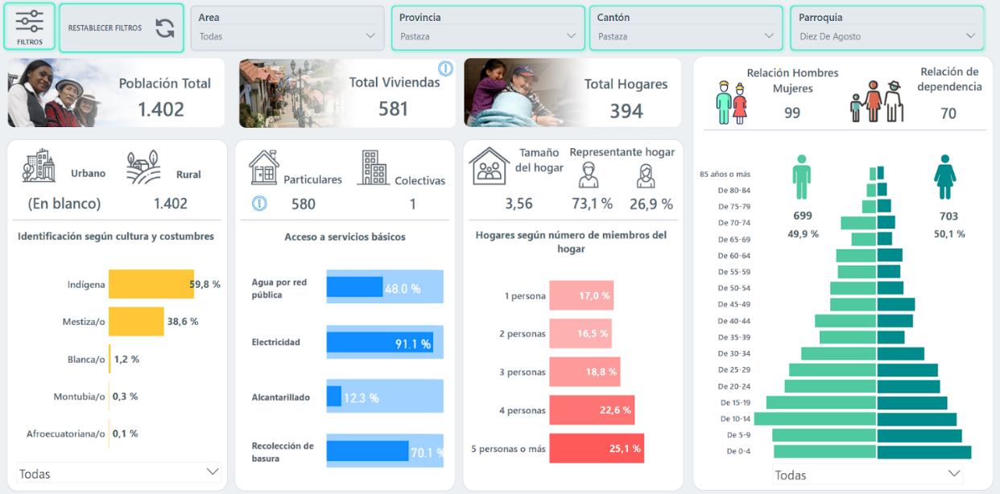 FILTROS
RESTABLECER FILTROS
Area
Todas
Provincia
Pastaza
Cantón
Pastaza
Parroquia
Diez De Agosto
Población Total
1.402
Total Viviendas
581
Total Hogares
394
Relación Hombres
Mujeres
99
Relación de
dependencia
70
Urbano
(En blanco)
Rural
1.402
Identificación según cultura y costumbres
Indígena
59,8 %
Mestiza/o
38,6 %
Blanca/o
1,2 %
Montubia/o
0,3 %
Afroecuatoriana/o
0,1 %
Todas
Particulares
580
Colectivas
1
Acceso a servicios básicos
Agua por red
pública
48.0 %
Electricidad
91.1 %
Alcantarillado
12.3 %
Recolección de
basura
70.1 %
Tamaño
del hogar
3,56
Representante hogar
73,1 %
26,9 %
Hogares según número de miembros del
hogar
1 persona
17,0 %
2 personas
16,5 %
3 personas
18,8 %
4 personas
22,6 %
5 personas o más
25,1 %
85 años o más
De 80-84
De 75-79
De 70-74
De 65-69
De 60-64
De 55-59
De 50-54
De 45-49
De 40-44
De 35-39
De 30-34
De 25-29
De 20-24
De 15-19
De 10-14
De 5-9
De 0-4
699
49,9 %
703
50,1 %
Todas